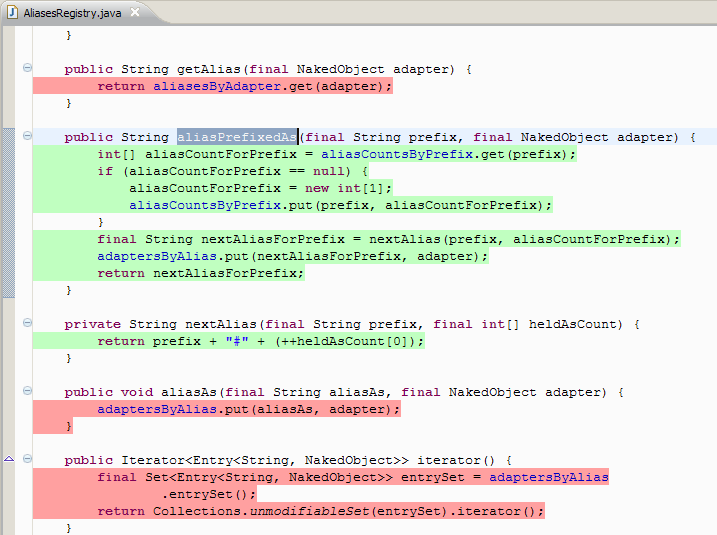 AliasesRegistry.java
}
public String getAlias(final NakedObject adapter) {
return aliasesByAdapter.get(adapter);
}
public String aliasPrefixedAs(final String prefix, final NakedObject adapter) {
int[] aliasCountForPrefix = aliasCountsByPrefix.get(prefix);
if (aliasCountForPrefix == null) {
aliasCountForPrefix = new int[1];
aliasCountsByPrefix.put(prefix, aliasCountForPrefix);
}
final String nextAliasForPrefix = nextAlias(prefix, aliasCountForPrefix);
adaptersByAlias.put(nextAliasForPrefix, adapter);
return nextAliasForPrefix;
}
private String nextAlias(final String prefix, final int[] heldAsCount) {
return prefix + "#" + (++heldAsCount[0]);
}
public void aliasAs(final String aliasAs, final NakedObject adapter) {
adaptersByAlias.put(aliasAs, adapter);
}
public Iterator<Entry<String, NakedObject>> iterator() {
final Set<Entry<String, NakedObject>> entrySet = adaptersByAlias
.entrySet();
return Collections.unmodifiableSet(entrySet).iterator();
}